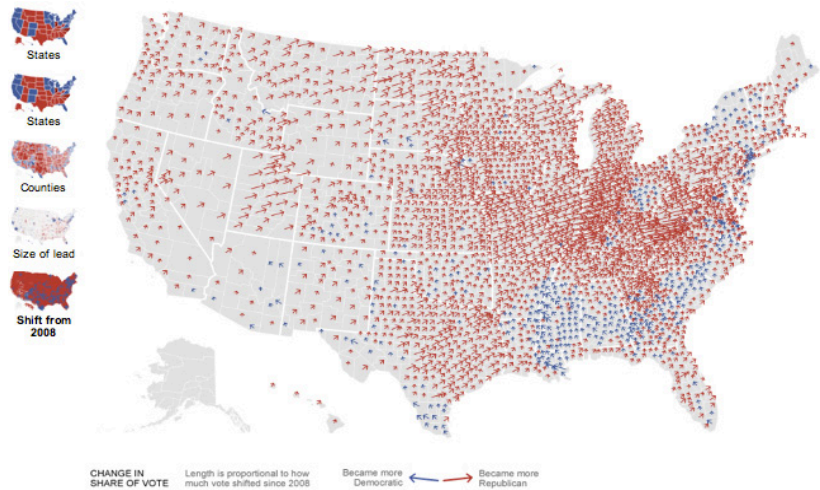 States
States
Counties
Size of lead
Shift from
2008
CHANGE IN
SHARE OF VOTE
Length is proportional to how
much vote shifted since 2008
Became more
Democratic
Became more
Republican